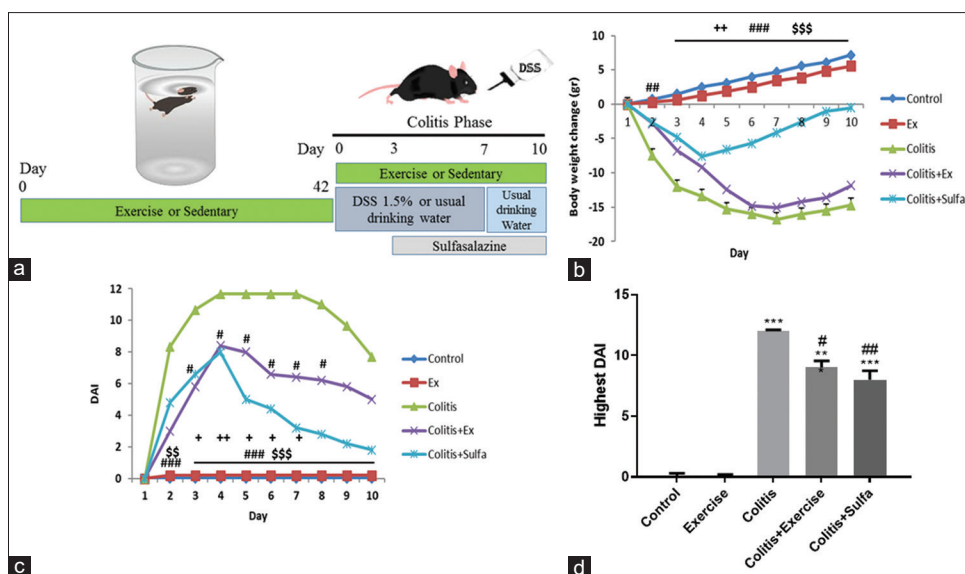 DSS
Colitis Phase
Day 0 3 7 10
Day
0 42
Exercise or Sedentary
Exercise or Sedentary
DSS 1.5% or usual
drinking water
Usual
drinking
Water
Sulfasalazine
a
++ ### $$$
##
10
5
0
-5
-10
-15
-20
1 2 3 4 5 6 7 8 9 10
Body weight change (gr)
Day
Control
Ex
Colitis
Colitis+Ex
Colitis+Sulfa
b
12
10
8
6
4
2
0
DAI
# # # # # #
+ ++ + + +
$$
###
### $$$
1 2 3 4 5 6 7 8 9 10
Day
Control
Ex
Colitis
Colitis+Ex
Colitis+Sulfa
c
15
10
5
0
Highest DAI
***
#
**
*
##
***
Control
Exercise
Colitis
Colitis+Exercise
Colitis+Sulfa
d